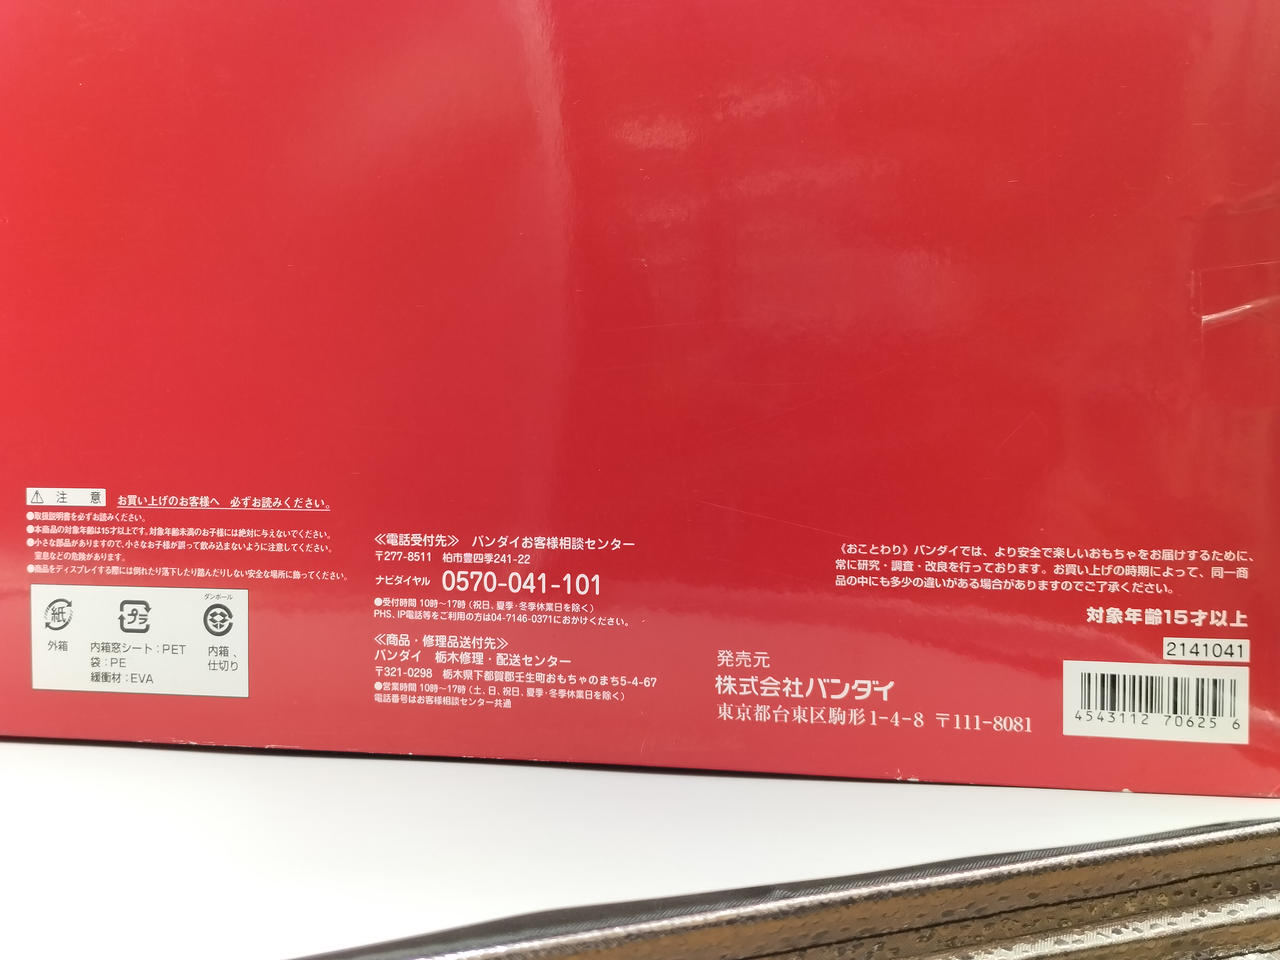 注意 お買い上げのお客様へ 必ずお読みください。
●取扱説明書を必ずお読みください。
●本商品の対象年齢は15才以上です。対象年齢未満のお子様には絶対に与えないでください。
●小さな部品がありますので、小さなお子様が誤って飲み込まないように注意してください。
窒息などの危険があります。
●商品をディスプレイする際には倒れたり落下したり踏んだりしない安全な場所に飾ってください。
紙 プラ ダンボール
外箱
内箱窓シート：PET
袋：PE
緩衝材：EVA
内箱、
仕切り
≪電話受付先≫ バンダイお客様相談センター
〒277-8511 柏市豊四季241-22
ナビダイヤル 0570-041-101
●受付時間 10時〜17時（祝日、夏季・冬季休業日を除く）
PHS、IP電話等をご利用の方は04-7146-0371におかけください。
≪商品・修理品送付先≫
バンダイ 栃木修理・配送センター
〒321-0298 栃木県下都賀郡壬生町おもちゃのまち5-4-67
●営業時間 10時〜17時（土、日、祝日、夏季・冬季休業日を除く）
電話番号はお客様相談センター共通
発売元
株式会社バンダイ
東京都台東区駒形1-4-8 〒111-8081
《おことわり》バンダイでは、より安全で楽しいおもちゃをお届けするために、
常に研究・調査・改良を行っております。お買い上げの時期によって、同一商
品の中にも多少の違いがある場合がありますのでご了承ください。
対象年齢15才以上
2141041
4543112 70625 6